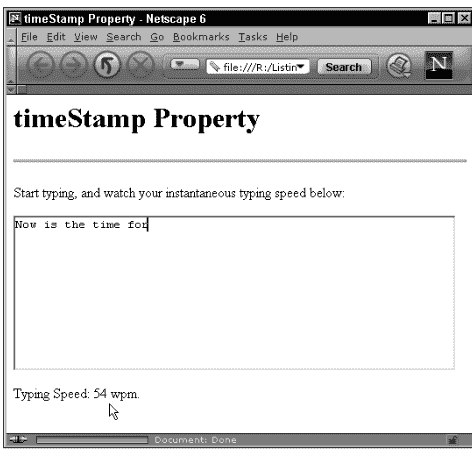 timeStamp Property - Netscape 6
File Edit View Search Go Bookmarks Tasks Help
file:///R:/Listin Search N
timeStamp Property
Start typing, and watch your instantaneous typing speed below:
Now is the time for
Typing Speed: 54 wpm.
Document: Done